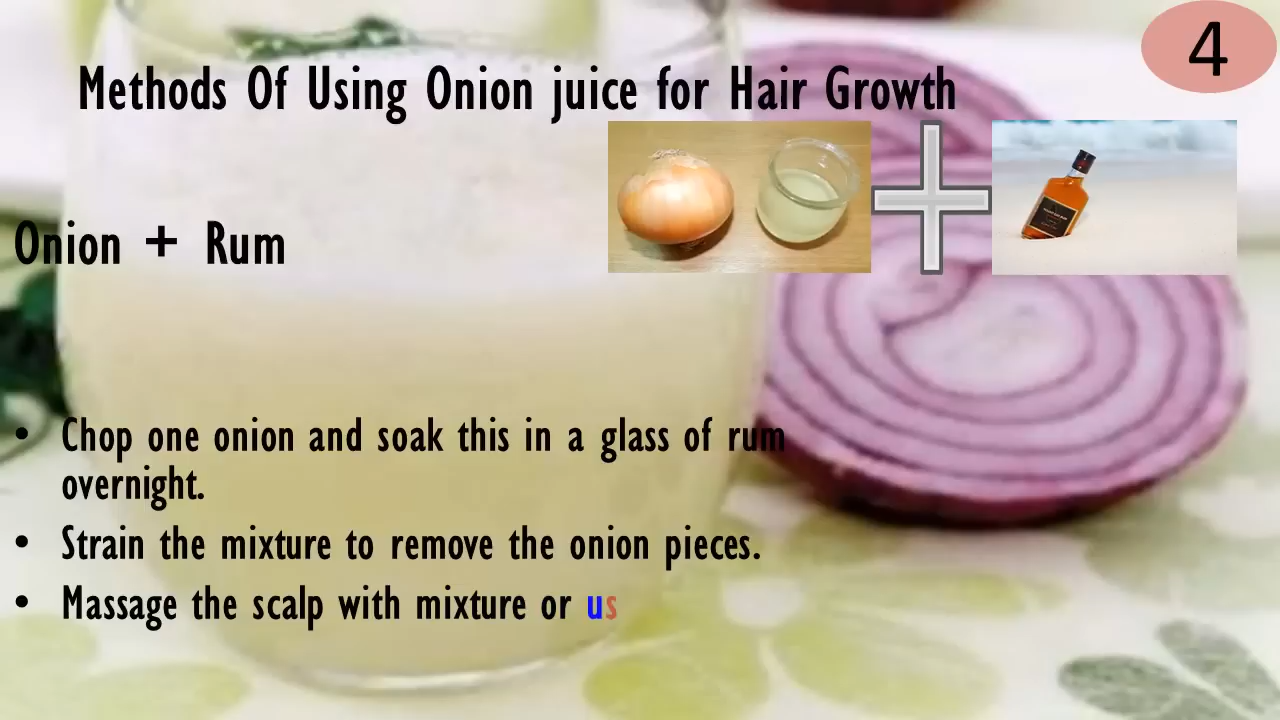 4
Methods Of Using Onion juice for Hair Growth
Onion + Rum
• Chop one onion and soak this in a glass of rum
overnight.
• Strain the mixture to remove the onion pieces.
• Massage the scalp with mixture or us